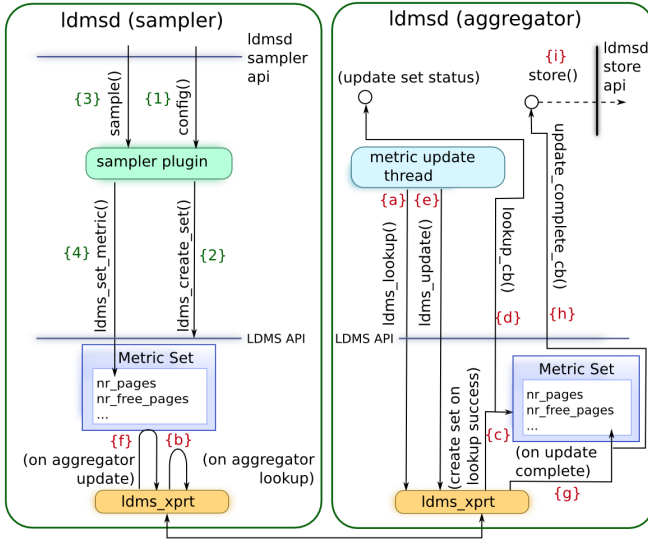 ldmsd (sampler)
ldmsd
sampler
api
{3}
sample()
{1}
config()
sampler plugin
{4}
ldms_set_metric()
ldms_create_set()
{2}
LDMS API
Metric Set
nr_pages
nr_free_pages
...
{f}
{b}
(on aggregator
update)
(on aggregator
lookup)
ldms_xprt
ldmsd (aggregator)
{i}
store()
ldmsd
store
api
(update set status)
metric update
thread
{a}
{e}
ldms_lookup()
ldms_update()
lookup_cb()
{d}
update_complete_cb()
{h}
LDMS API
Metric Set
nr_pages
nr_free_pages
...
(create set on
lookup success)
{c}
(on update
complete)
{g}
ldms_xprt